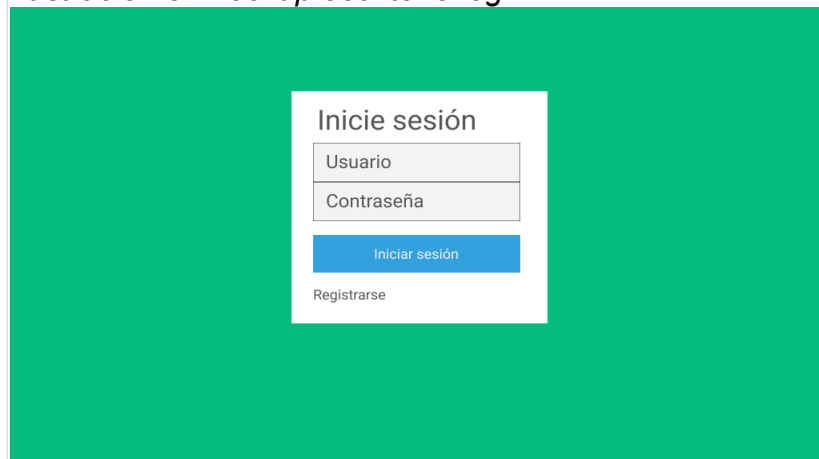 Inicie sesión
Usuario
Contraseña
Iniciar sesión
Registrarse